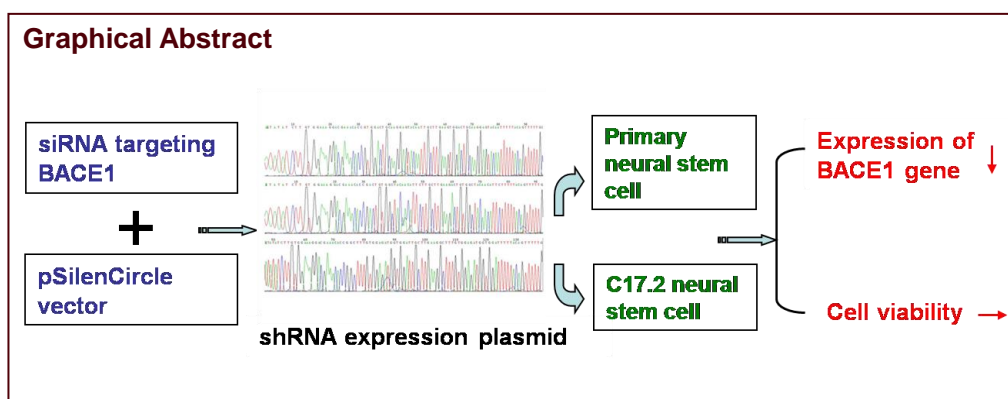 Graphical Abstract
siRNA targeting
BACE1
+
pSilenCircle
vector
shRNA expression plasmid
Primary
neural stem
cell
C17.2 neural
stem cell
Expression of
BACE1 gene ↓
Cell viability →